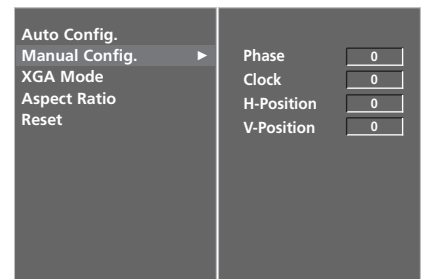 Auto Config.
Manual Config. ►
XGA Mode
Aspect Ratio
Reset
Phase 0
Clock 0
H-Position 0
V-Position 0